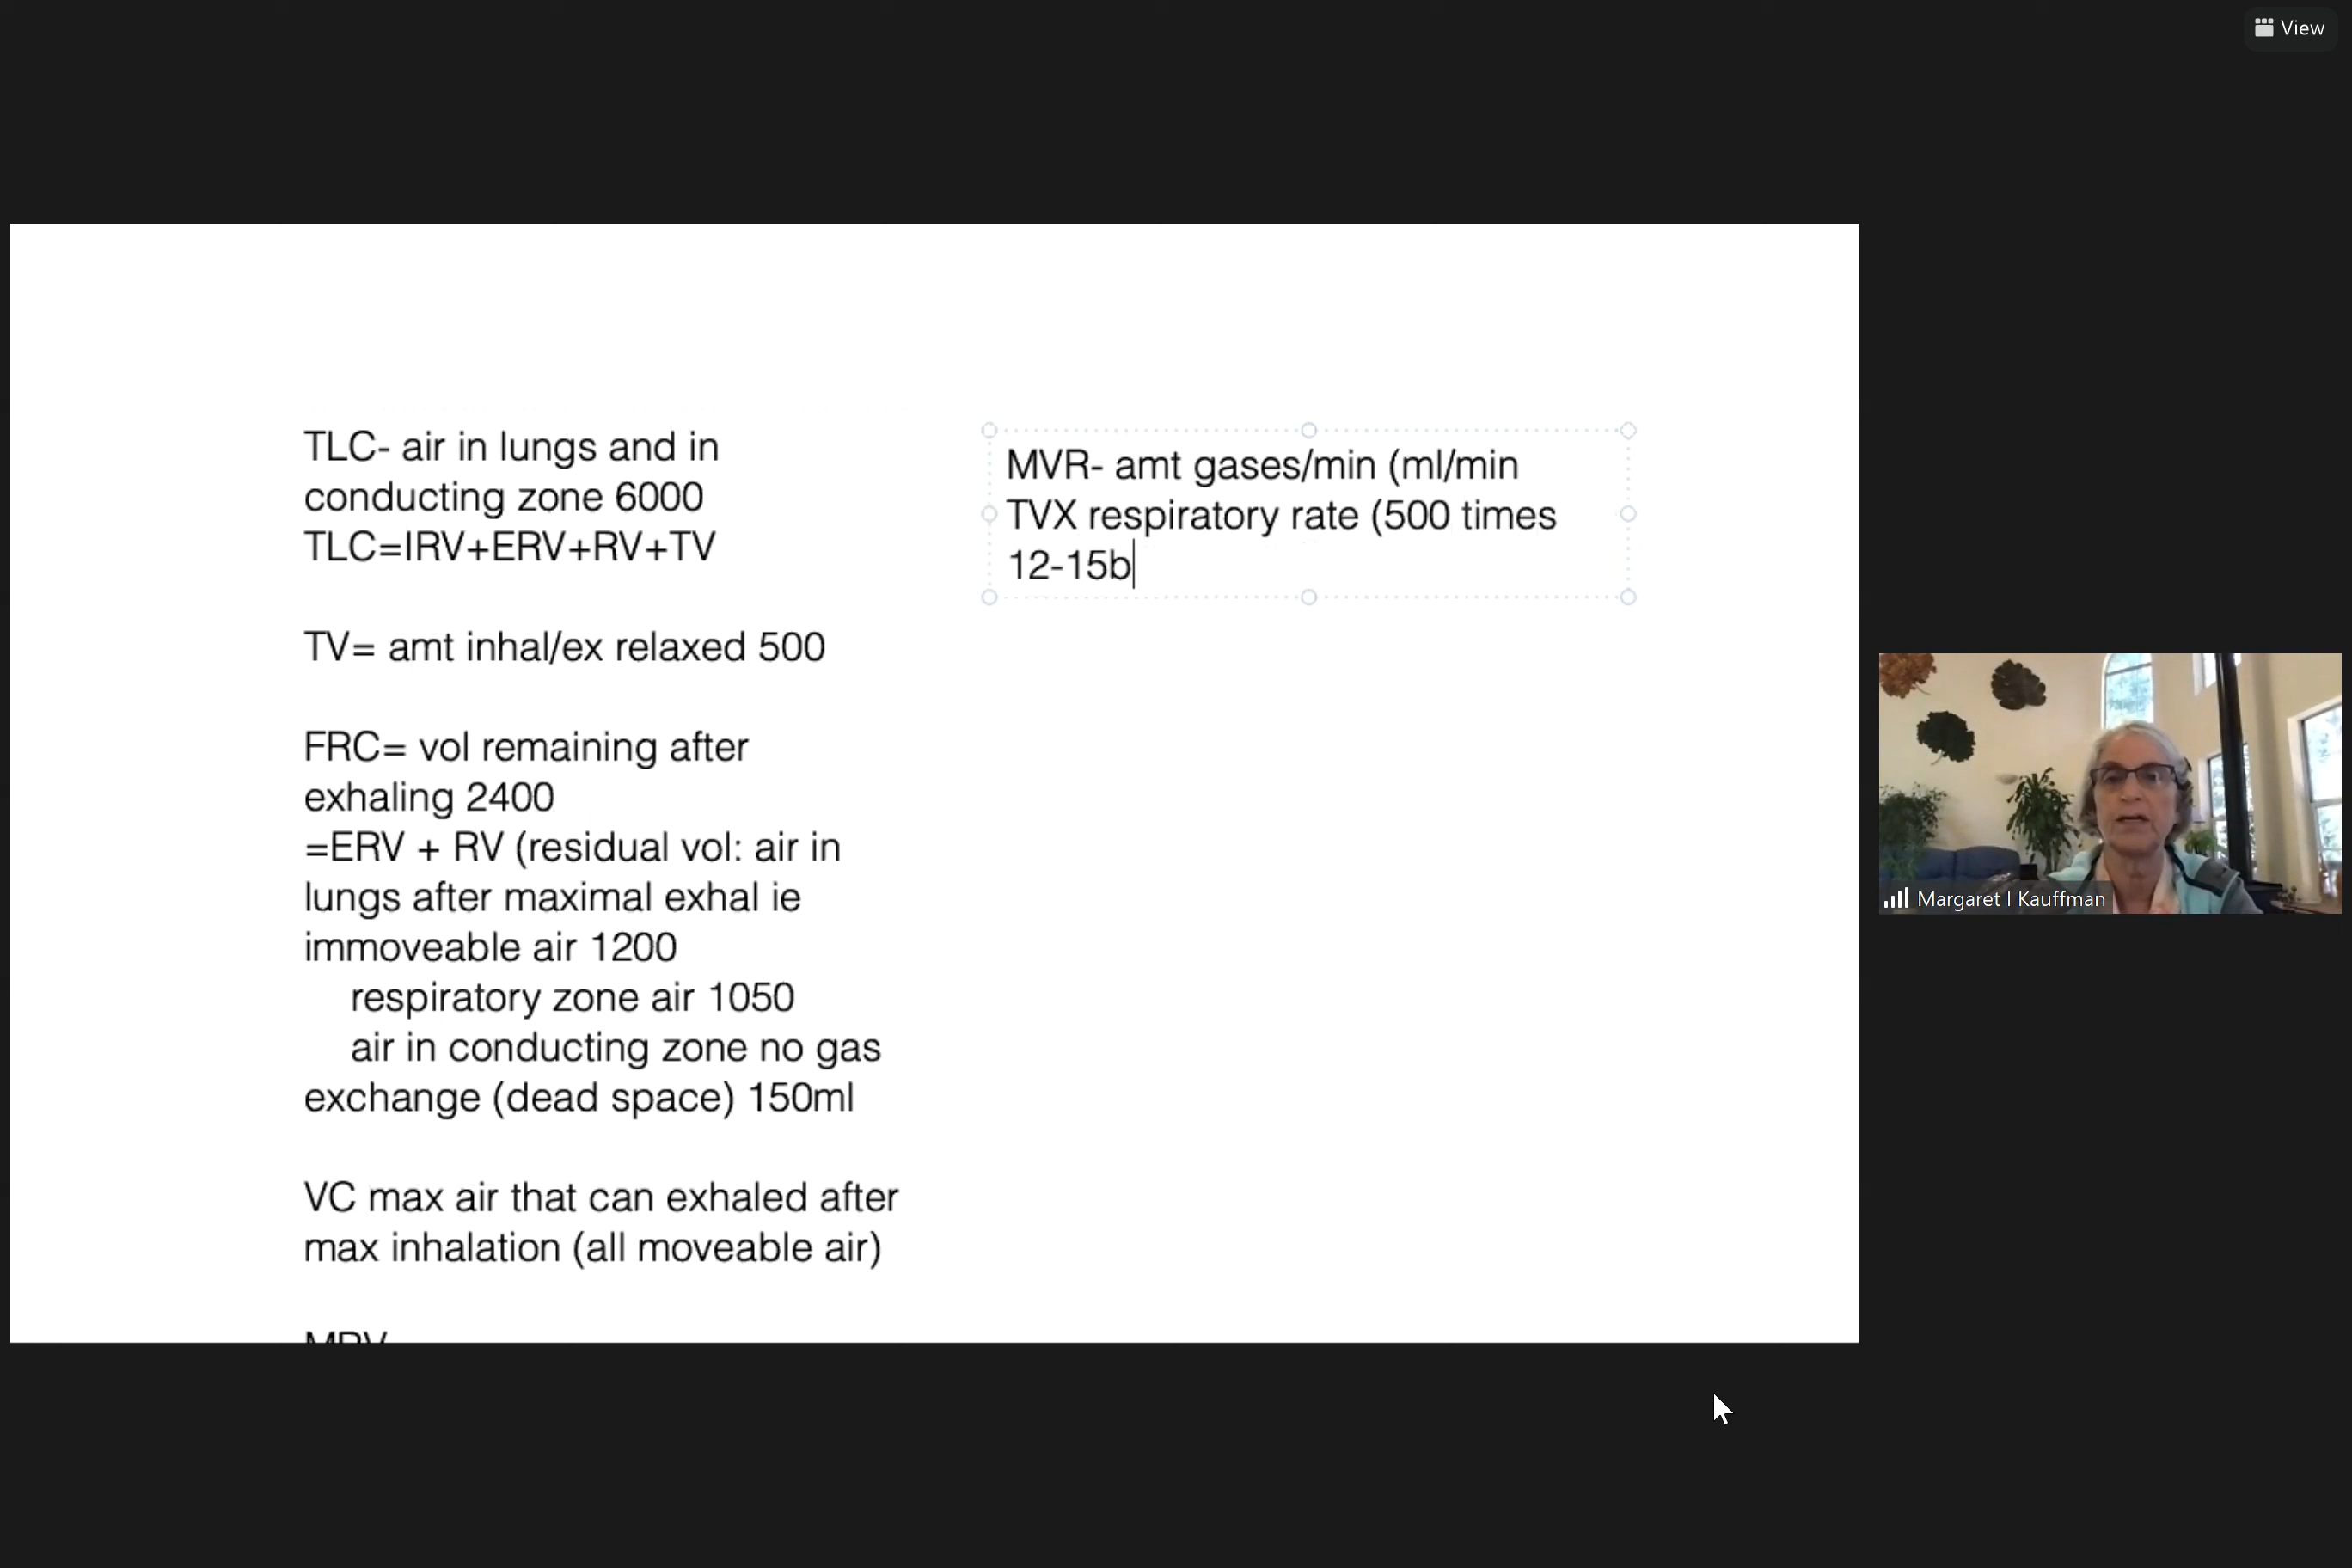 View
TLC- air in lungs and in
conducting zone 6000
TLC=IRV+ERV+RV+TV
TV= amt inhal/ex relaxed 500
FRC= vol remaining after
exhaling 2400
=ERV + RV (residual vol: air in
lungs after maximal exhal ie
immoveable air 1200
respiratory zone air 1050
air in conducting zone no gas
exchange (dead space) 150ml
VC max air that can exhaled after
max inhalation (all moveable air)
MRV
MVR- amt gases/min (ml/min
TVX respiratory rate (500 times
12-15b
Margaret I Kauffman